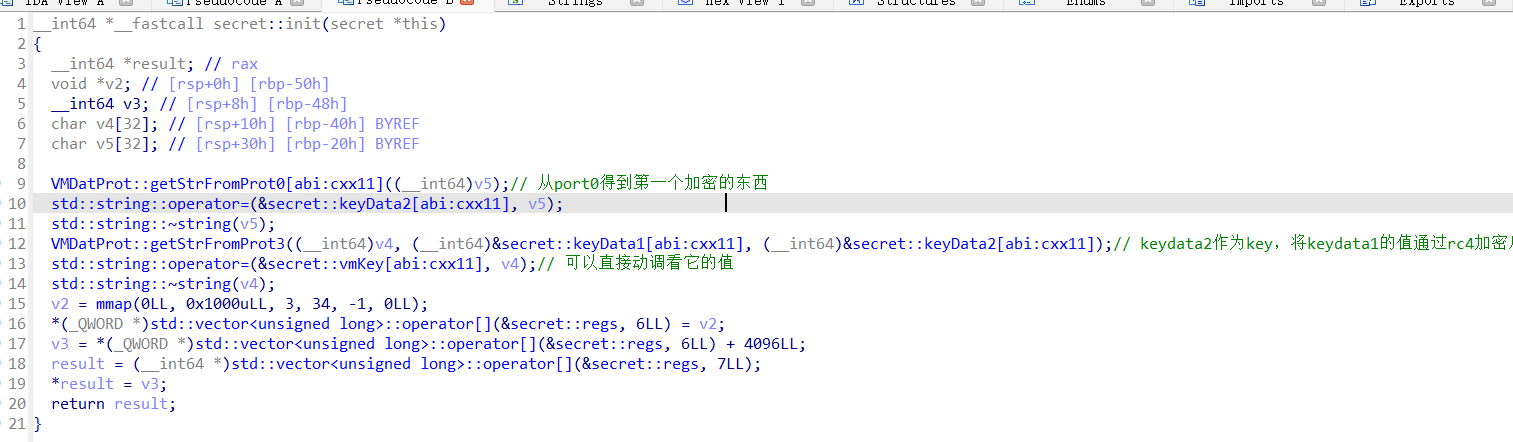 IDA View A Pseudocode A Pseudocode B Strings Hex View 1 Structures Enums Imports Exports
1 __int64 *__fastcall secret::init(secret *this)
2 {
3 __int64 *result; // rax
4 void *v2; // [rsp+0h] [rbp-50h]
5 __int64 v3; // [rsp+8h] [rbp-48h]
6 char v4[32]; // [rsp+10h] [rbp-40h] BYREF
7 char v5[32]; // [rsp+30h] [rbp-20h] BYREF
8
9 VMDatProt::getStrFromProt0[abi:cxx11]((__int64)v5);// 从port0得到第一个加密的东西
10 std::string::operator=(&secret::keyData2[abi:cxx11], v5);
11 std::string::~string(v5);
12 VMDatProt::getStrFromProt3((__int64)v4, (__int64)&secret::keyData1[abi:cxx11], (__int64)&secret::keyData2[abi:cxx11]);// keydata2作为key，将keydata1的值通过rc4加密
13 std::string::operator=(&secret::vmKey[abi:cxx11], v4);// 可以直接动调看它的值
14 std::string::~string(v4);
15 v2 = mmap(0LL, 0x1000uLL, 3, 34, -1, 0LL);
16 *(_QWORD *)std::vector<unsigned long>::operator[](&secret::regs, 6LL) = v2;
17 v3 = *(_QWORD *)std::vector<unsigned long>::operator[](&secret::regs, 6LL) + 4096LL;
18 result = (__int64 *)std::vector<unsigned long>::operator[](&secret::regs, 7LL);
19 *result = v3;
20 return result;
21 }